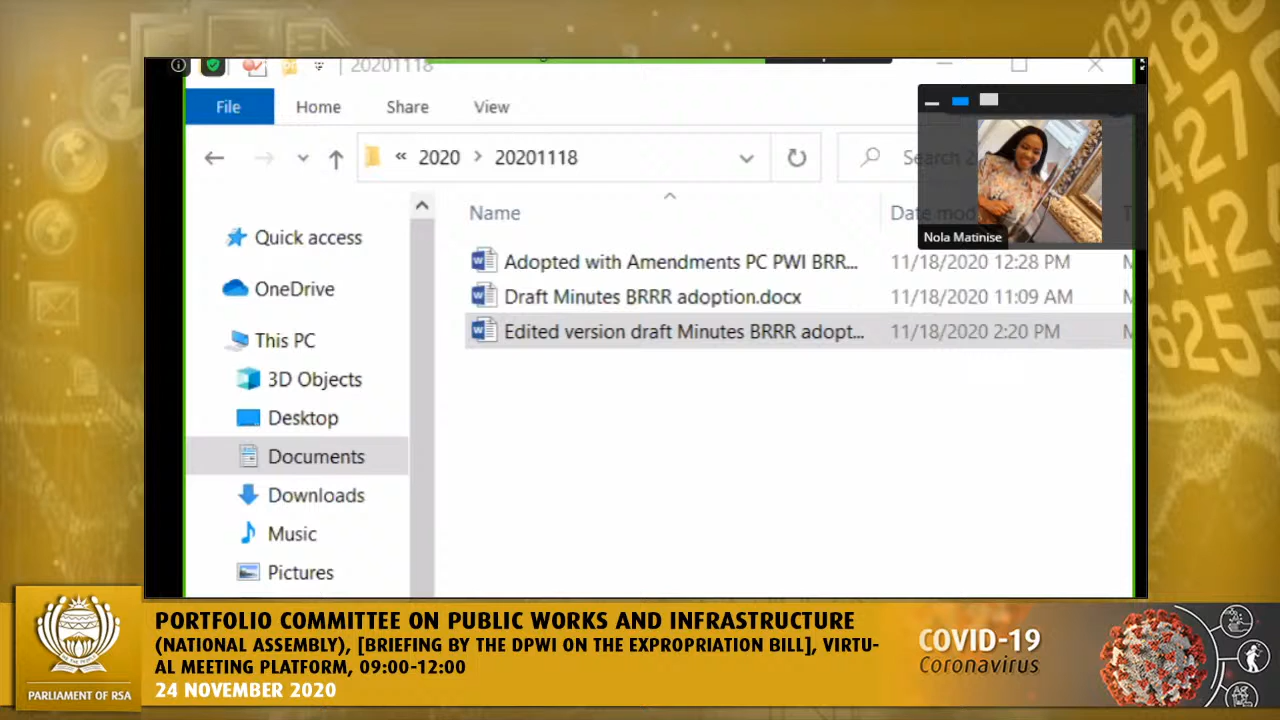 20201118
File Home Share View
« 2020 > 20201118
Search 2
Name
Date mod
Nola Matinise
Adopted with Amendments PC PWI BRR... 11/18/2020 12:28 PM
Draft Minutes BRRR adoption.docx 11/18/2020 11:09 AM
Edited version draft Minutes BRRR adopt... 11/18/2020 2:20 PM
Quick access
OneDrive
This PC
3D Objects
Desktop
Documents
Downloads
Music
Pictures
PARLIAMENT OF RSA
PORTFOLIO COMMITTEE ON PUBLIC WORKS AND INFRASTRUCTURE
(NATIONAL ASSEMBLY), [BRIEFING BY THE DPWI ON THE EXPROPRIATION BILL], VIRTU-
AL MEETING PLATFORM, 09:00-12:00
24 NOVEMBER 2020
COVID-19
Coronavirus